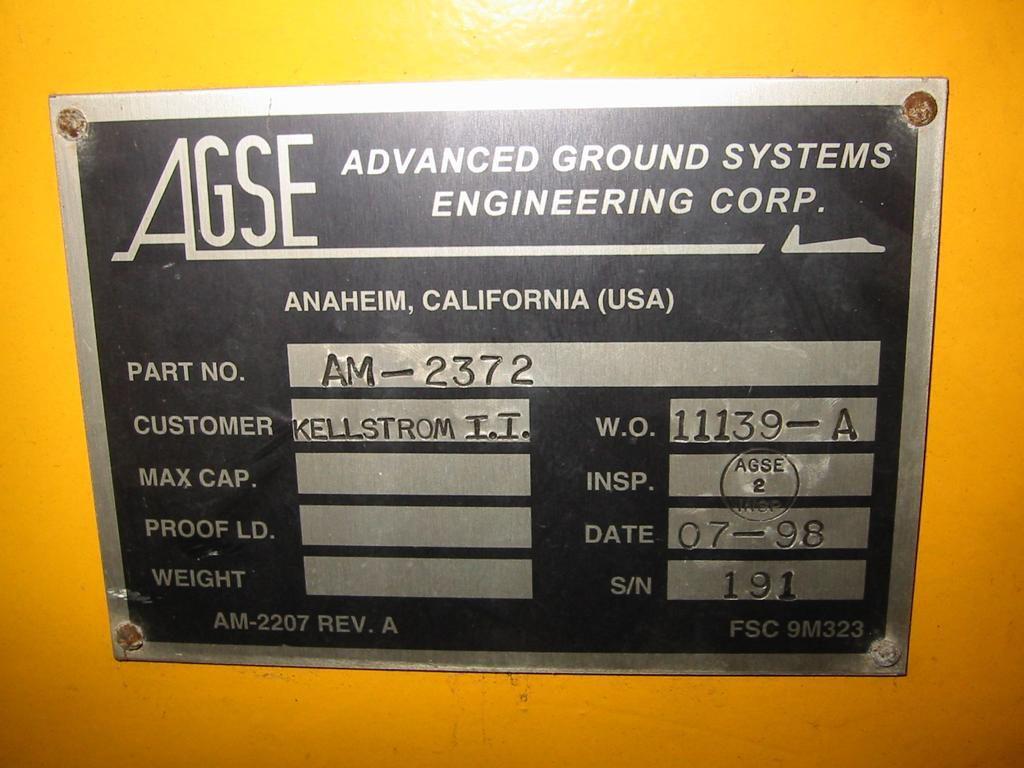 AGSE ADVANCED GROUND SYSTEMS
ENGINEERING CORP.
ANAHEIM, CALIFORNIA (USA)
PART NO. AM-2372
CUSTOMER KELLSTROM I.I. W.O. 11139-A
MAX CAP. INSP. AGSE 2 INSP
PROOF LD. DATE 07-98
WEIGHT S/N 191
AM-2207 REV. A FSC 9M323